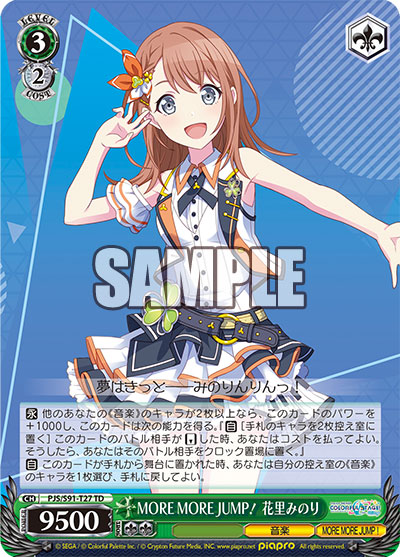 LEVEL
3
2
COST
SAMPLE
夢はきっと――みのりんりんっ！
永 他のあなたの《音楽》のキャラが2枚以上なら、このカードのパワーを
+1000し、このカードは次の能力を得る。『自［手札のキャラを2枚控え室に
置く］このカードのバトル相手が した時、あなたはコストを払ってよい。
そうしたら、あなたはそのバトル相手をクロック置場に置く。』
自 このカードが手札から舞台に置かれた時、あなたは自分の控え室の《音楽》
のキャラを1枚選び、手札に戻してよい。
CH PJS/S91-T27 TD
MORE MORE JUMP！ 花里みのり
COLORFUL STAGE!
POWER
9500
SOUL
音楽
MORE MORE JUMP！
© SEGA / © Colorful Palette Inc. / © Crypton Future Media, INC. www.piapro.net piapro